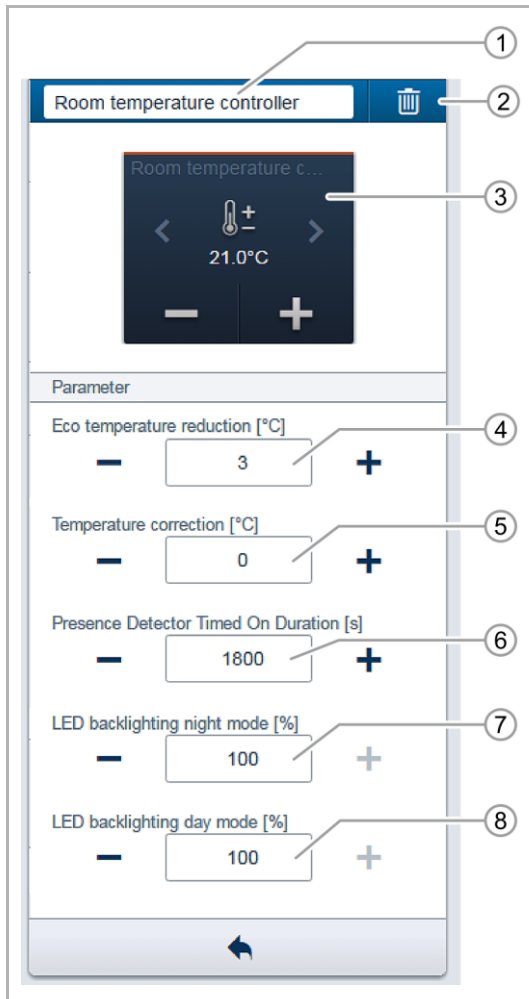 1
Room temperature controller
2
Room temperature c...
3
21.0°C
Parameter
Eco temperature reduction [°C]
4
− 3 +
Temperature correction [°C]
5
− 0 +
Presence Detector Timed On Duration [s]
6
− 1800 +
LED backlighting night mode [%]
7
− 100 +
LED backlighting day mode [%]
8
− 100 +